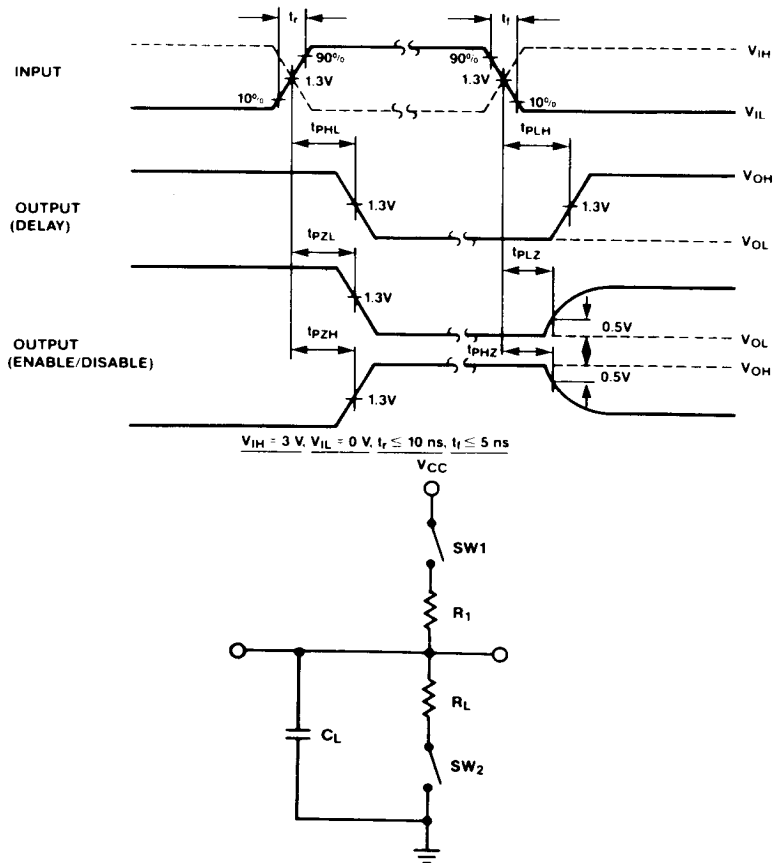 tr
tf
90%
90%
VIH
INPUT
1.3V
1.3V
10%
10%
VIL
tPHL
tPLH
VOH
OUTPUT
(DELAY)
1.3V
1.3V
tPZL
tPLZ
VOL
1.3V
0.5V
OUTPUT
(ENABLE/DISABLE)
tPZH
tPHZ
VOL
VOH
0.5V
1.3V
VIH = 3 V, VIL = 0 V, tr ≤ 10 ns, tf ≤ 5 ns
VCC
SW1
R1
RL
CL
SW2